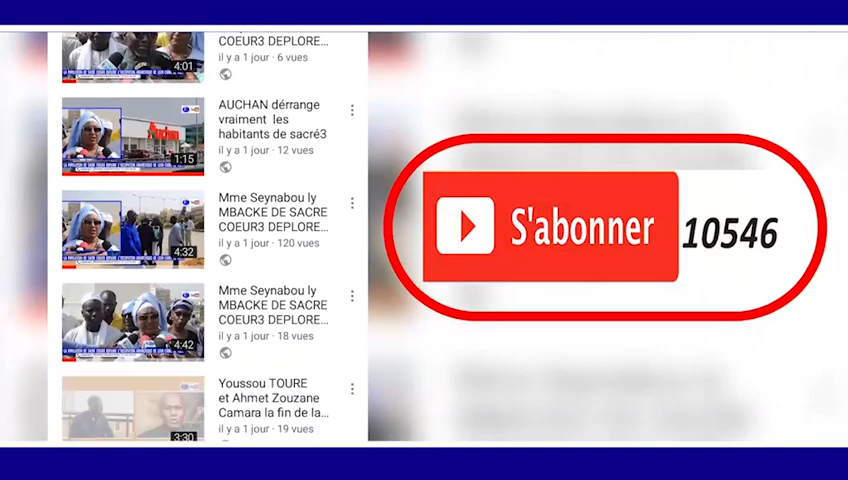 COEUR3 DEPLORE...
il y a 1 jour · 6 vues
4:01
AUCHAN dérrange
vraiment les
habitants de sacré3
il y a 1 jour · 12 vues
Auchan
1:15
Mme Seynabou ly
MBACKE DE SACRE
COEUR3 DEPLORE...
il y a 1 jour · 120 vues
4:32
Mme Seynabou ly
MBACKE DE SACRE
COEUR3 DEPLORE...
il y a 1 jour · 18 vues
4:42
Youssou TOURE
et Ahmet Zouzane
Camara la fin de la...
il y a 1 jour · 19 vues
3:30
S'abonner
10546